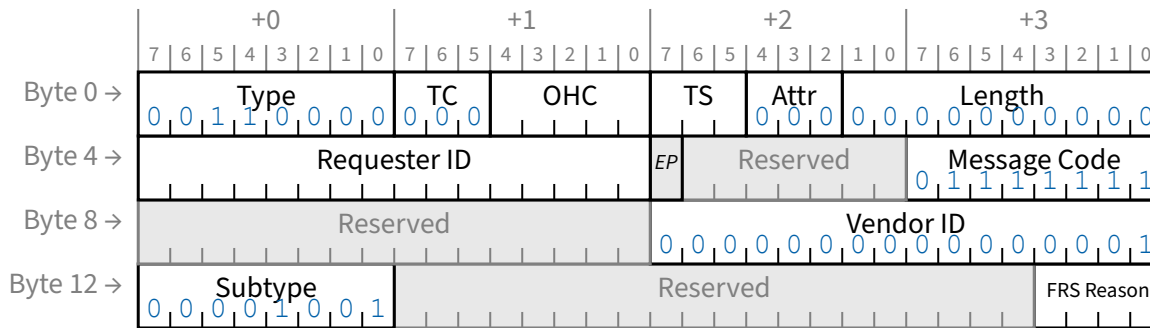 +0 +1 +2 +3
7 6 5 4 3 2 1 0 7 6 5 4 3 2 1 0 7 6 5 4 3 2 1 0 7 6 5 4 3 2 1 0
Byte 0 → Type TC OHC TS Attr Length
0 0 1 1 0 0 0 0 0 0 0 0 0 0 0 0 0 0 0 0 0 0 0 0
Byte 4 → Requester ID EP Reserved Message Code
0 1 1 1 1 1 1 1
Byte 8 → Reserved Vendor ID
0 0 0 0 0 0 0 0 0 0 0 0 0 0 0 1
Byte 12 → Subtype Reserved FRS Reason
0 0 0 0 1 0 0 1